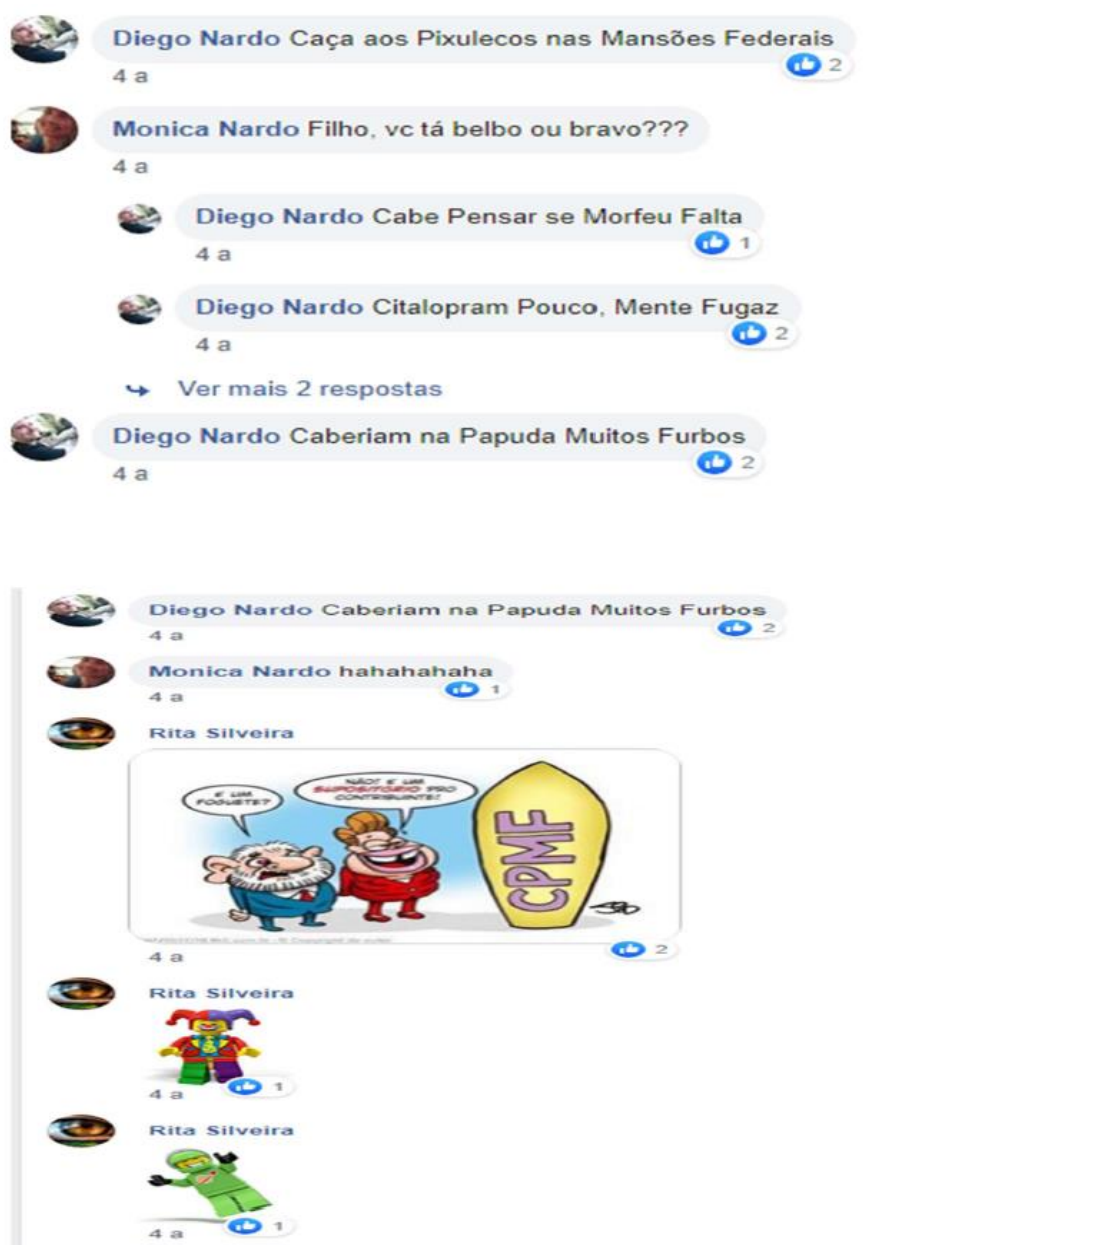 Diego Nardo Caça aos Pixulecos nas Mansões Federais
2
4 a
Monica Nardo Filho, vc tá belbo ou bravo???
4 a
Diego Nardo Cabe Pensar se Morfeu Falta
1
4 a
Diego Nardo Citalopram Pouco, Mente Fugaz
2
4 a
Ver mais 2 respostas
Diego Nardo Caberiam na Papuda Muitos Furbos
2
4 a
Diego Nardo Caberiam na Papuda Muitos Furbos
2
4 a
Monica Nardo hahahahaha
1
4 a
Rita Silveira
É UM
FOGUETE?
NÃO! É UM
SUPOSITÓRIO PRO
CONTRIBUINTE!
CPMF
2
4 a
Rita Silveira
1
4 a
Rita Silveira
1
4 a